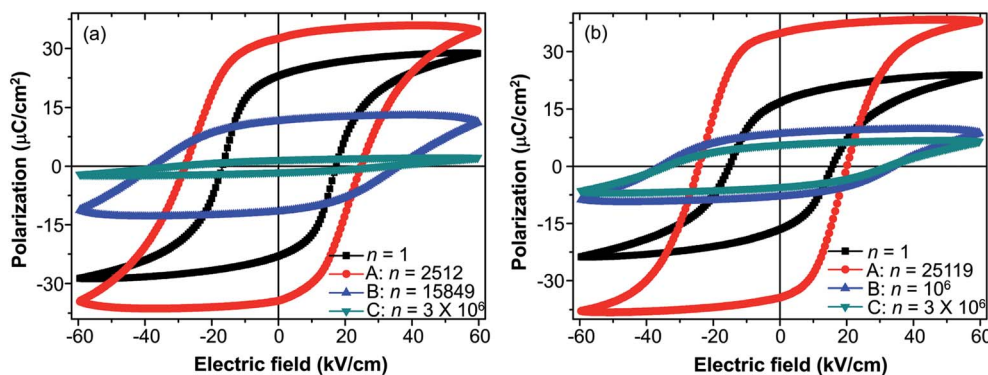 (a)
Polarization (μC/cm²)
30
15
0
-15
-30
n = 1
A: n = 2512
B: n = 15849
C: n = 3 X 10⁶
-60 -40 -20 0 20 40 60
Electric field (kV/cm)
(b)
Polarization (μC/cm²)
30
15
0
-15
-30
n = 1
A: n = 25119
B: n = 10⁶
C: n = 3 X 10⁶
-60 -40 -20 0 20 40 60
Electric field (kV/cm)